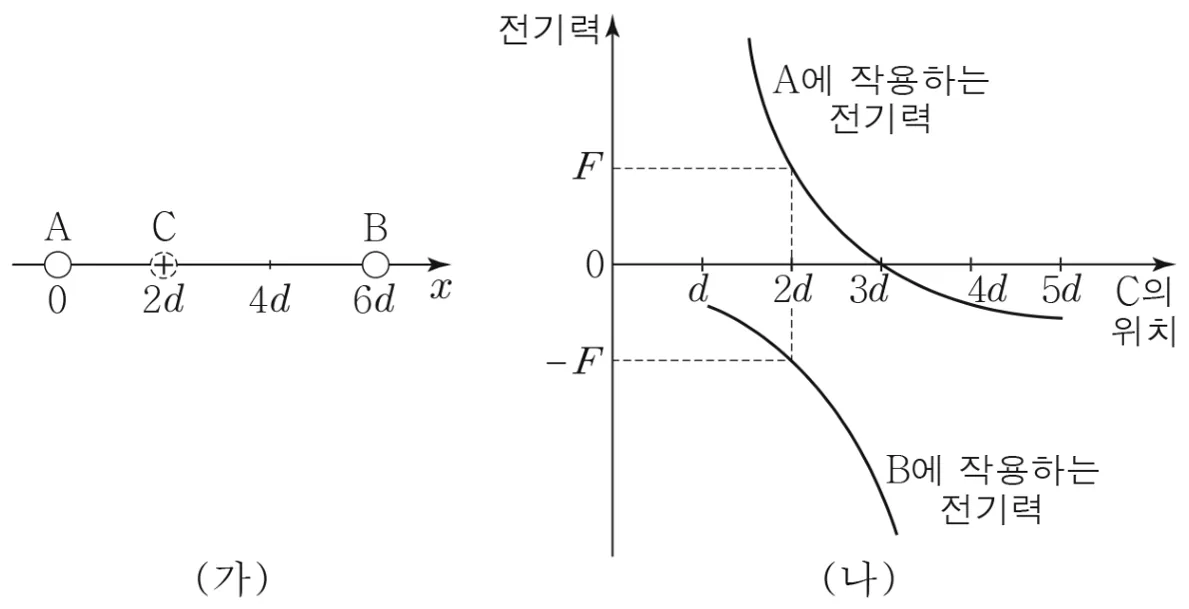 A C B
+
0 2d 4d 6d x
(가)
전기력
A에 작용하는
전기력
F
0
d 2d 3d 4d 5d C의
위치
-F
B에 작용하는
전기력
(나)